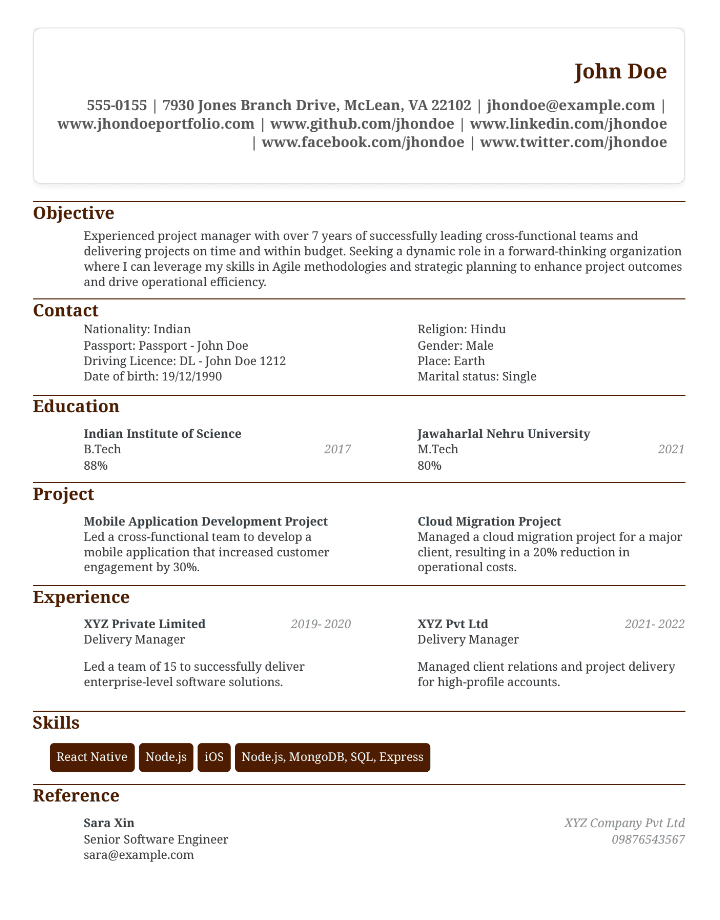 John Doe
555-0155 | 7930 Jones Branch Drive, McLean, VA 22102 | jhondoe@example.com |
www.jhondoeportfolio.com | www.github.com/jhondoe | www.linkedin.com/jhondoe
| www.facebook.com/jhondoe | www.twitter.com/jhondoe
Objective
Experienced project manager with over 7 years of successfully leading cross-functional teams and
delivering projects on time and within budget. Seeking a dynamic role in a forward-thinking organization
where I can leverage my skills in Agile methodologies and strategic planning to enhance project outcomes
and drive operational efficiency.
Contact
Nationality: Indian
Passport: Passport - John Doe
Driving Licence: DL - John Doe 1212
Date of birth: 19/12/1990
Religion: Hindu
Gender: Male
Place: Earth
Marital status: Single
Education
Indian Institute of Science
B.Tech 2017
88%
Jawaharlal Nehru University
M.Tech 2021
80%
Project
Mobile Application Development Project
Led a cross-functional team to develop a
mobile application that increased customer
engagement by 30%.
Cloud Migration Project
Managed a cloud migration project for a major
client, resulting in a 20% reduction in
operational costs.
Experience
XYZ Private Limited 2019- 2020
Delivery Manager
Led a team of 15 to successfully deliver
enterprise-level software solutions.
XYZ Pvt Ltd 2021- 2022
Delivery Manager
Managed client relations and project delivery
for high-profile accounts.
Skills
React Native Node.js iOS Node.js, MongoDB, SQL, Express
Reference
Sara Xin XYZ Company Pvt Ltd
Senior Software Engineer 09876543567
sara@example.com